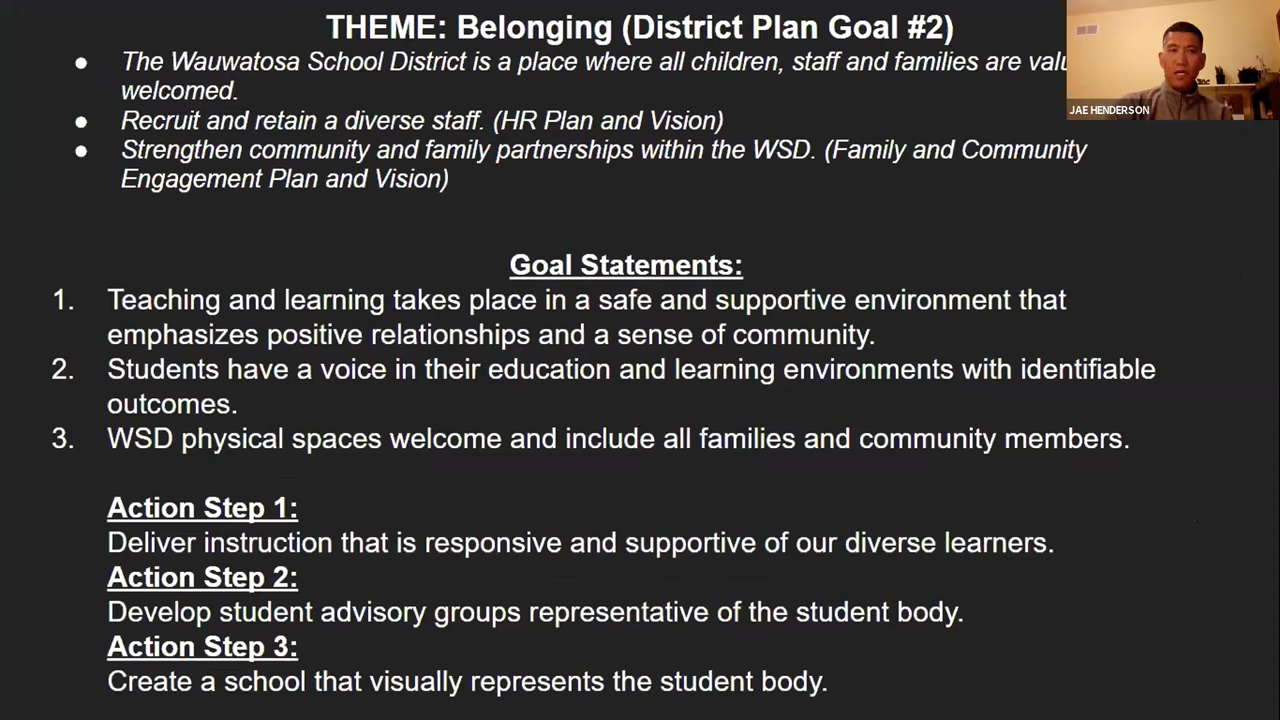 THEME: Belonging (District Plan Goal #2)
● The Wauwatosa School District is a place where all children, staff and families are
welcomed.
● Recruit and retain a diverse staff. (HR Plan and Vision)
● Strengthen community and family partnerships within the WSD. (Family and Community
Engagement Plan and Vision)
JAE HENDERSON
Goal Statements:
1. Teaching and learning takes place in a safe and supportive environment that
emphasizes positive relationships and a sense of community.
2. Students have a voice in their education and learning environments with identifiable
outcomes.
3. WSD physical spaces welcome and include all families and community members.
Action Step 1:
Deliver instruction that is responsive and supportive of our diverse learners.
Action Step 2:
Develop student advisory groups representative of the student body.
Action Step 3:
Create a school that visually represents the student body.